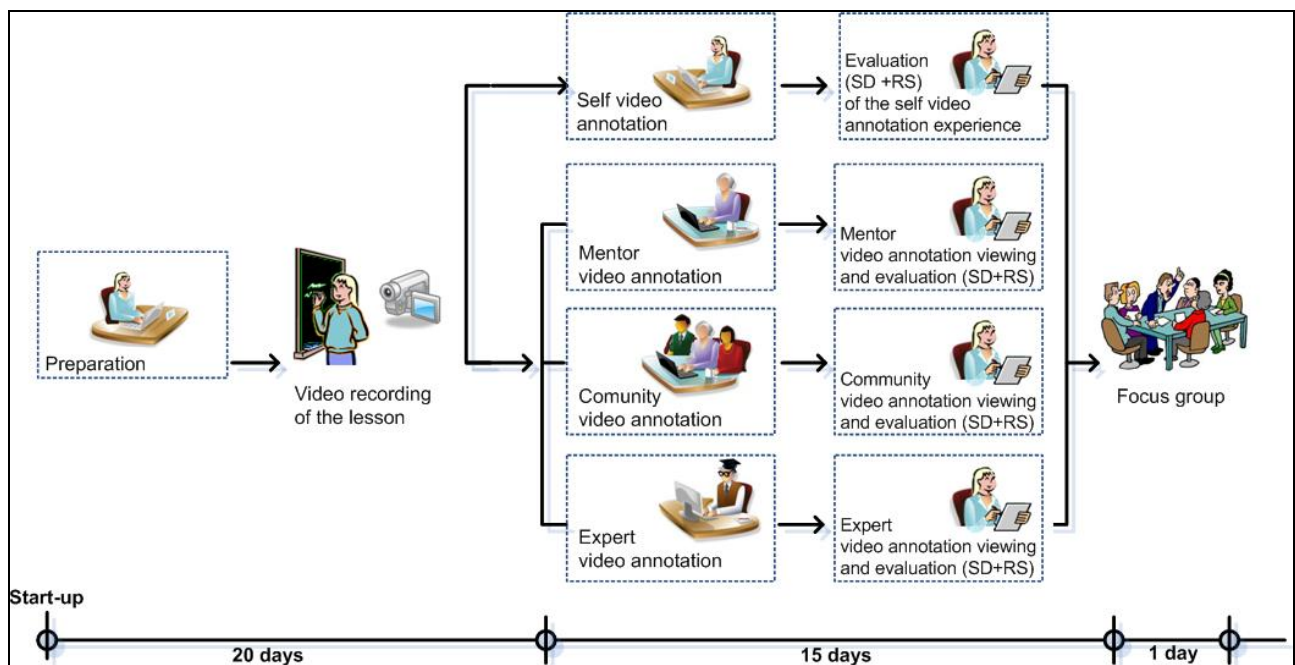 Self video
annotation
Evaluation
(SD +RS)
of the self video
annotation experience
Mentor
video annotation
Mentor
video annotation viewing
and evaluation (SD+RS)
Preparation
Video recording
of the lesson
Comunity
video annotation
Community
video annotation viewing
and evaluation (SD+RS)
Focus group
Expert
video annotation
Expert
video annotation viewing
and evaluation (SD+RS)
Start-up
20 days
15 days
1 day